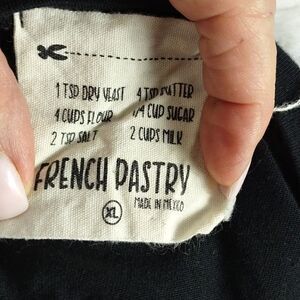 1 TSP DRY YEAST 4 TSP BUTTER
4 CUPS FLOUR 1/4 CUP SUGAR
2 TSP SALT 2 CUPS MILK
FRENCH PASTRY
XL MADE IN MEXICO